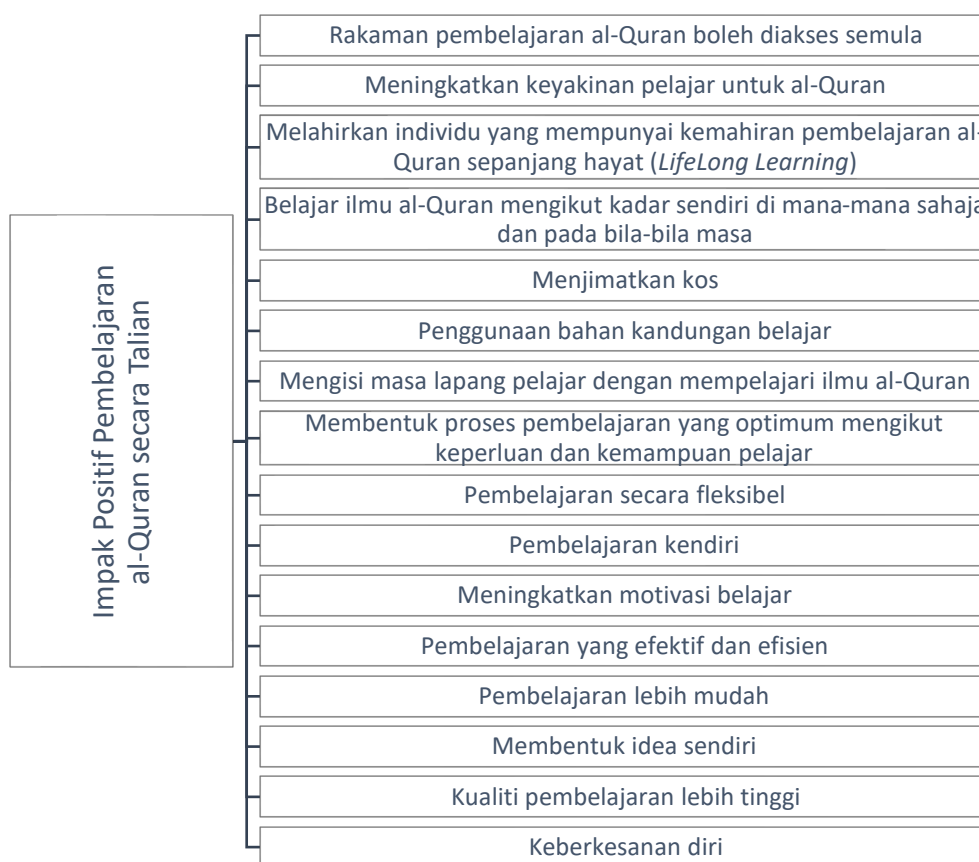 Impak Positif Pembelajaran
al-Quran secara Talian
Rakaman pembelajaran al-Quran boleh diakses semula
Meningkatkan keyakinan pelajar untuk al-Quran
Melahirkan individu yang mempunyai kemahiran pembelajaran al-
Quran sepanjang hayat (LifeLong Learning)
Belajar ilmu al-Quran mengikut kadar sendiri di mana-mana sahaja
dan pada bila-bila masa
Menjimatkan kos
Penggunaan bahan kandungan belajar
Mengisi masa lapang pelajar dengan mempelajari ilmu al-Quran
Membentuk proses pembelajaran yang optimum mengikut
keperluan dan kemampuan pelajar
Pembelajaran secara fleksibel
Pembelajaran kendiri
Meningkatkan motivasi belajar
Pembelajaran yang efektif dan efisien
Pembelajaran lebih mudah
Membentuk idea sendiri
Kualiti pembelajaran lebih tinggi
Keberkesanan diri